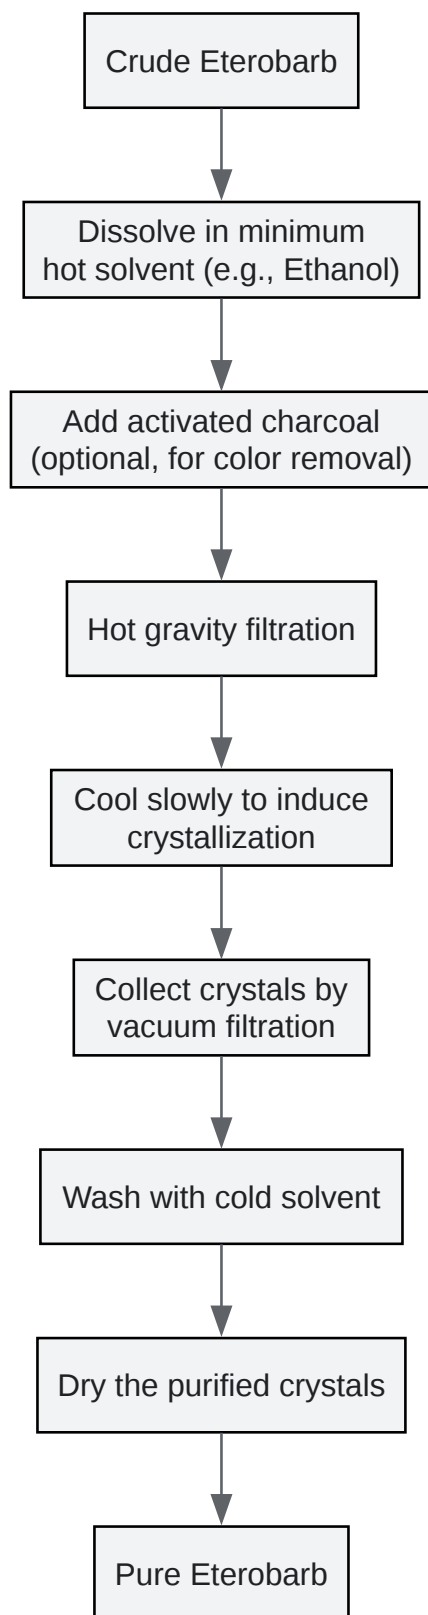 Crude Eterobarb
Dissolve in minimum
hot solvent (e.g., Ethanol)
Add activated charcoal
(optional, for color removal)
Hot gravity filtration
Cool slowly to induce
crystallization
Collect crystals by
vacuum filtration
Wash with cold solvent
Dry the purified crystals
Pure Eterobarb